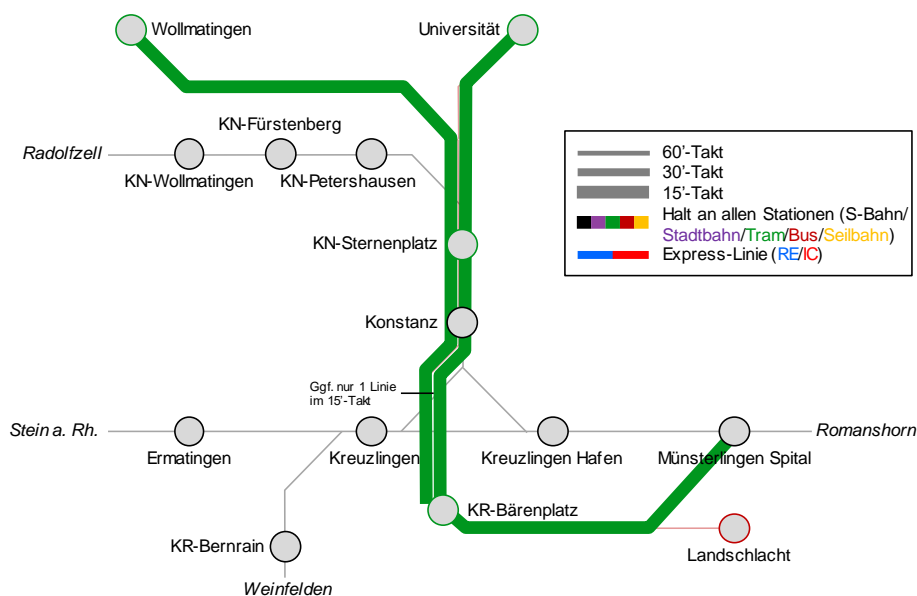 Wollmatingen
Universität
KN-Fürstenberg
Radolfzell
KN-Wollmatingen
KN-Petershausen
60'-Takt
30'-Takt
15'-Takt
Halt an allen Stationen (S-Bahn/
Stadtbahn/Tram/Bus/Seilbahn)
Express-Linie (RE/IC)
KN-Sternenplatz
Konstanz
Ggf. nur 1 Linie
im 15'-Takt
Stein a. Rh.
Romanshorn
Ermatingen
Kreuzlingen
Kreuzlingen Hafen
Münsterlingen Spital
KR-Bärenplatz
KR-Bernrain
Landschlacht
Weinfelden